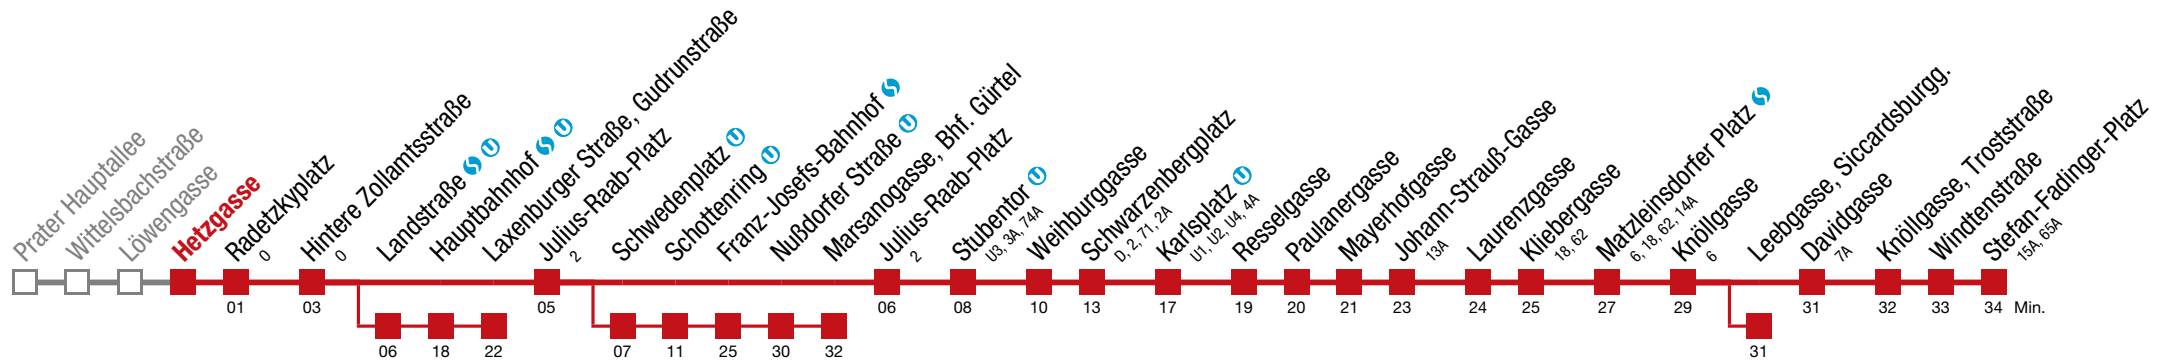 Prater Hauptallee
Wittelsbachstraße
Löwengasse
Hetzgasse
Radetzkyplatz
0
Hintere Zollamtsstraße
0
Landstraße
Hauptbahnhof
Laxenburger Straße, Gudrunstraße
Julius-Raab-Platz
2
Schwedenplatz
Schottenring
Franz-Josefs-Bahnhof
Nußdorfer Straße
Marsanogasse, Bhf. Gürtel
Julius-Raab-Platz
2
Stubentor
U3, 3A, 74A
Weihburggasse
Schwarzenbergplatz
D, 2, 71, 2A
Karlsplatz
U1, U2, U4, 4A
Resselgasse
Paulanergasse
Mayerhofgasse
Johann-Strauß-Gasse
13A
Laurenzgasse
Kliebergasse
18, 62
Matzleinsdorfer Platz
6, 18, 62, 14A
Knöllgasse
6
Leebgasse, Siccardsburgg.
Davidgasse
7A
Knöllgasse, Troststraße
Windtenstraße
Stefan-Fadinger-Platz
15A, 65A
01 03 05 06 08 10 13 17 19 20 21 23 24 25 27 29 31 32 33 34 Min.
06 18 22 07 11 25 30 32 31